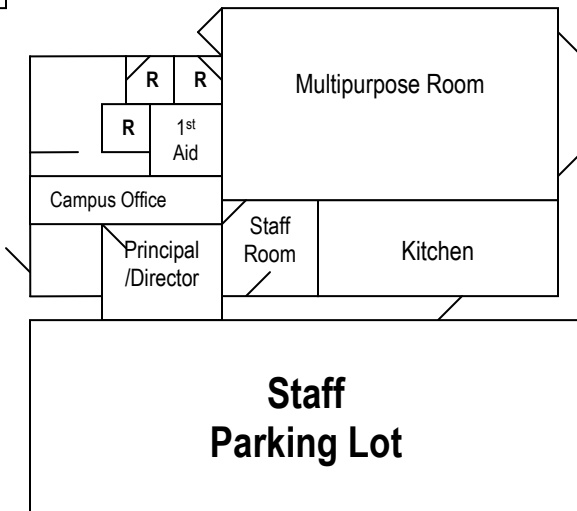 Multipurpose Room
R
R
R
1st
Aid
Campus Office
Principal
/Director
Staff
Room
Kitchen
Staff
Parking Lot